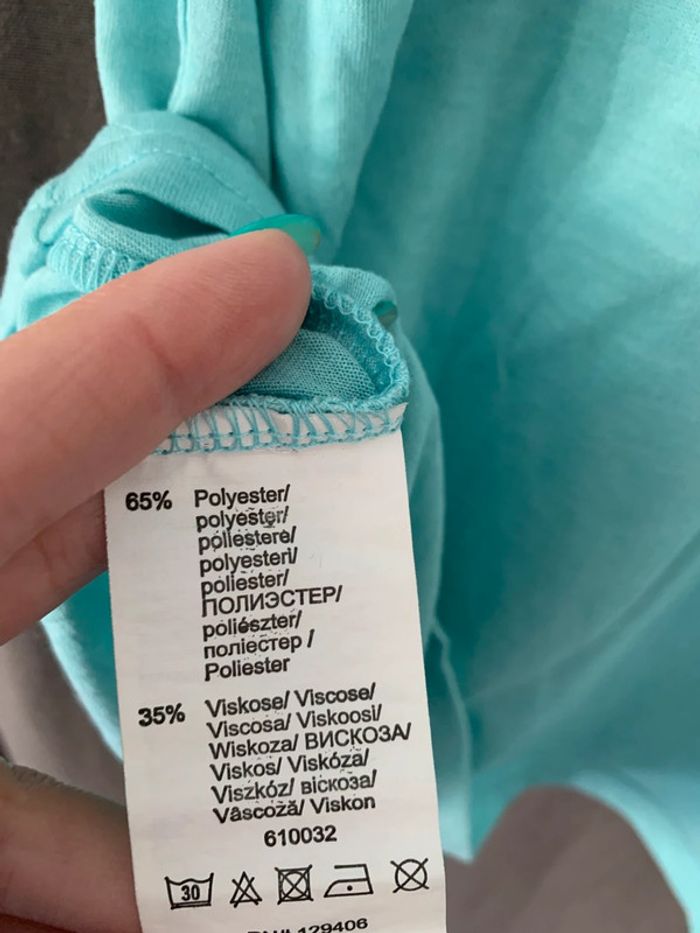 65% Polyester/
polyester/
poliestere/
polyesteri/
poliester/
ПОЛИЭСТЕР/
poliészter/
поліестер /
Poliester
35% Viskose/ Viscose/
Viscosa/ Viskoosi/
Wiskoza/ ВИСКОЗА/
Viskos/ Viskóza/
Viszkóz/ віскоза/
Vâscoză/ Viskon
610032
30
129406